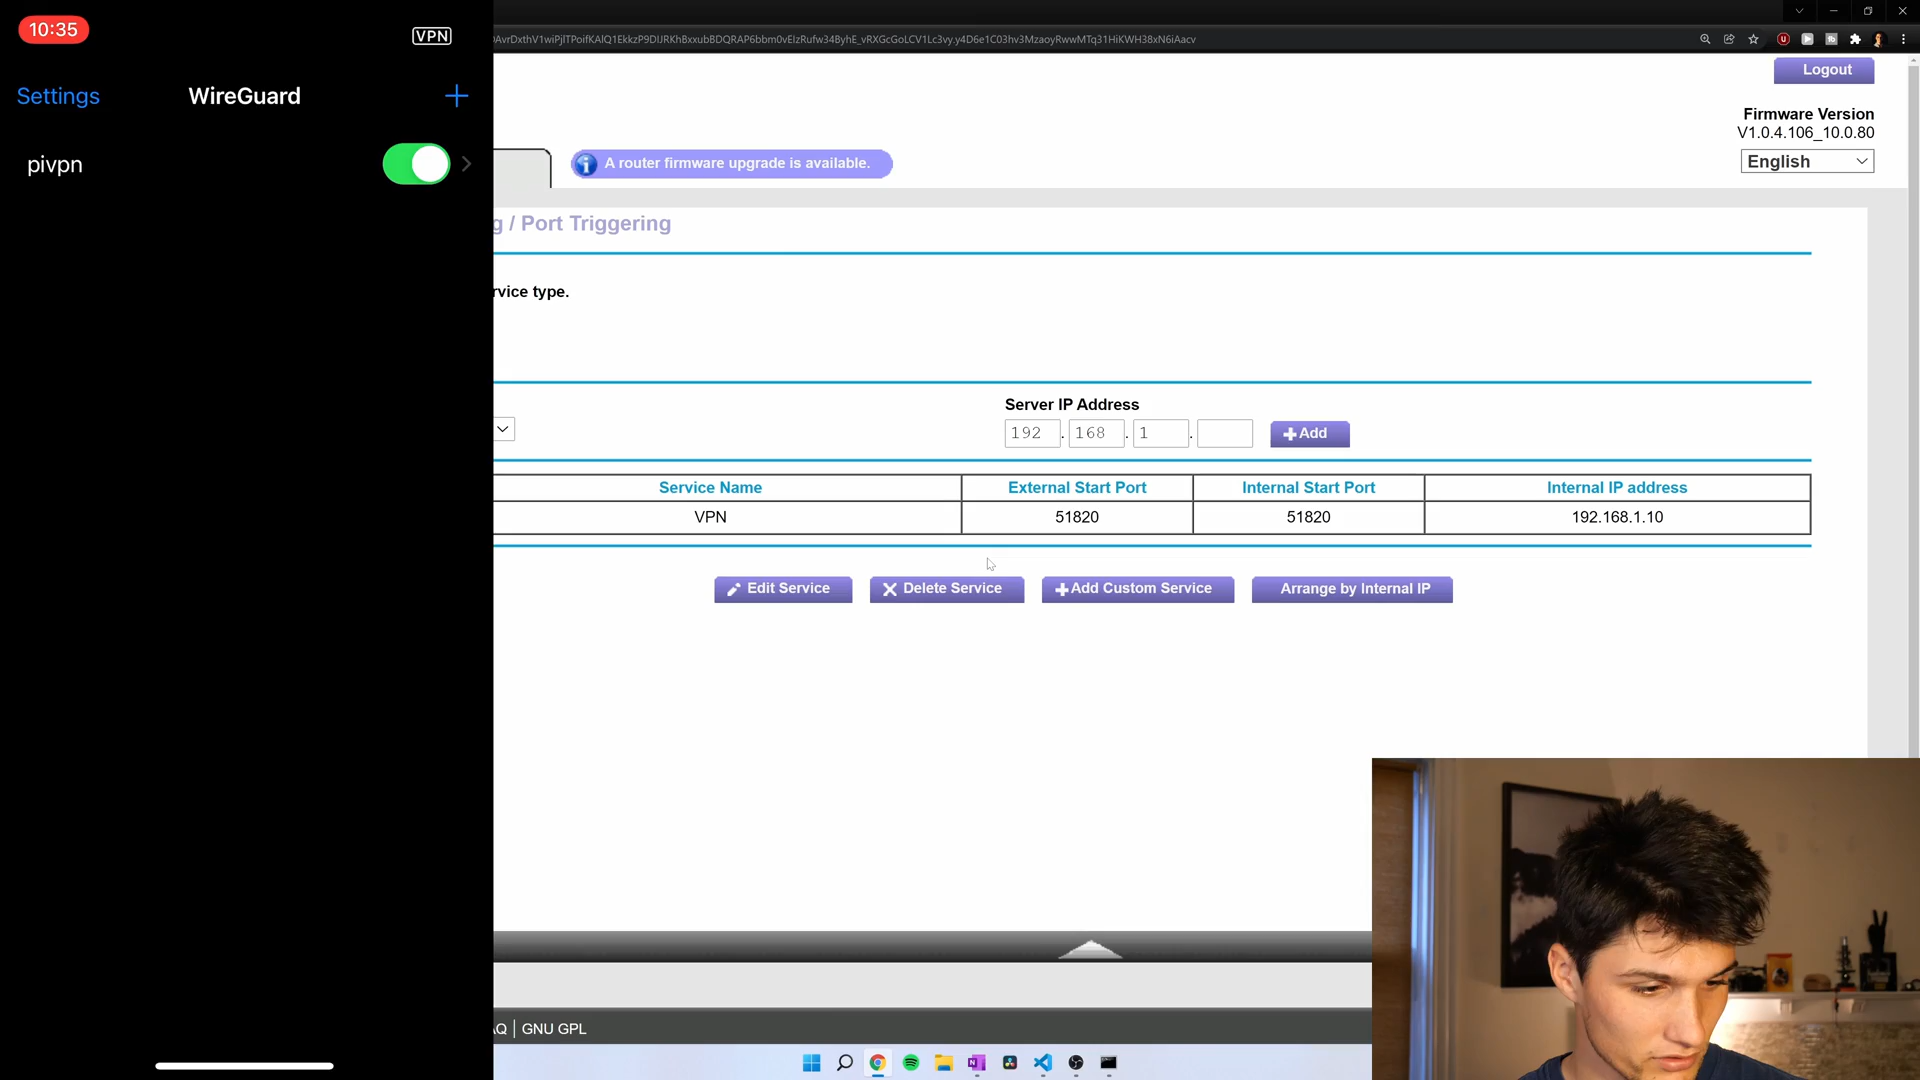 10:35
VPN
Settings
WireGuard
pivpn
Logout
Firmware Version
V1.0.4.106_10.0.80
English
A router firmware upgrade is available.
g / Port Triggering
rvice type.
Server IP Address
192 . 168 . 1 .
Add
Service Name External Start Port Internal Start Port Internal IP address
VPN 51820 51820 192.168.1.10
Edit Service
Delete Service
Add Custom Service
Arrange by Internal IP
AQ | GNU GPL